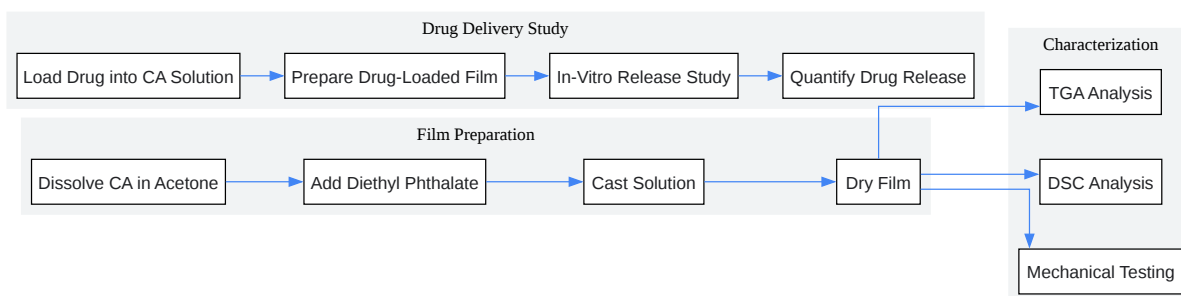 Drug Delivery Study
Load Drug into CA Solution
Prepare Drug-Loaded Film
In-Vitro Release Study
Quantify Drug Release
Film Preparation
Dissolve CA in Acetone
Add Diethyl Phthalate
Cast Solution
Dry Film
Characterization
TGA Analysis
DSC Analysis
Mechanical Testing